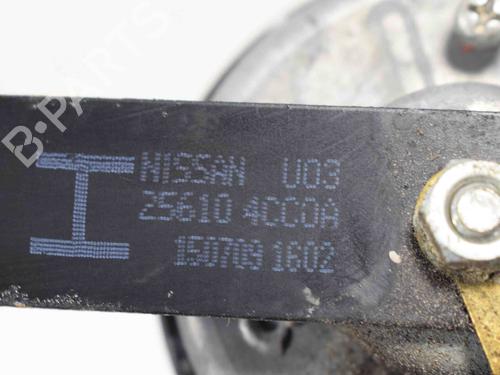 B-PARTS
NISSAN U03
25610 4CC0A
150709 1602